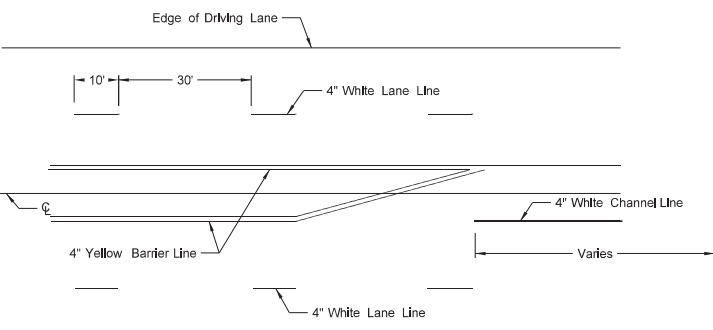 Edge of Driving Lane
10' 30'
4" White Lane Line
℄
4" White Channel Line
4" Yellow Barrier Line
Varies
4" White Lane Line